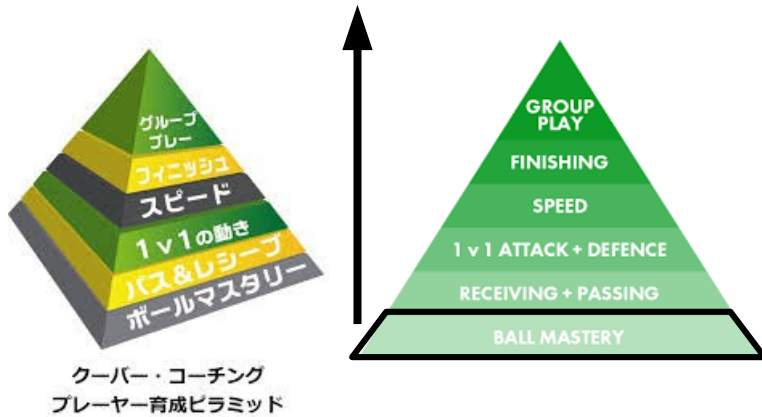 グループ
プレー
フィニッシュ
スピード
1v1の動き
パス&レシーブ
ボールマスタリー
クーバー・コーチング
プレーヤー育成ピラミッド
GROUP
PLAY
FINISHING
SPEED
1 v 1 ATTACK + DEFENCE
RECEIVING + PASSING
BALL MASTERY